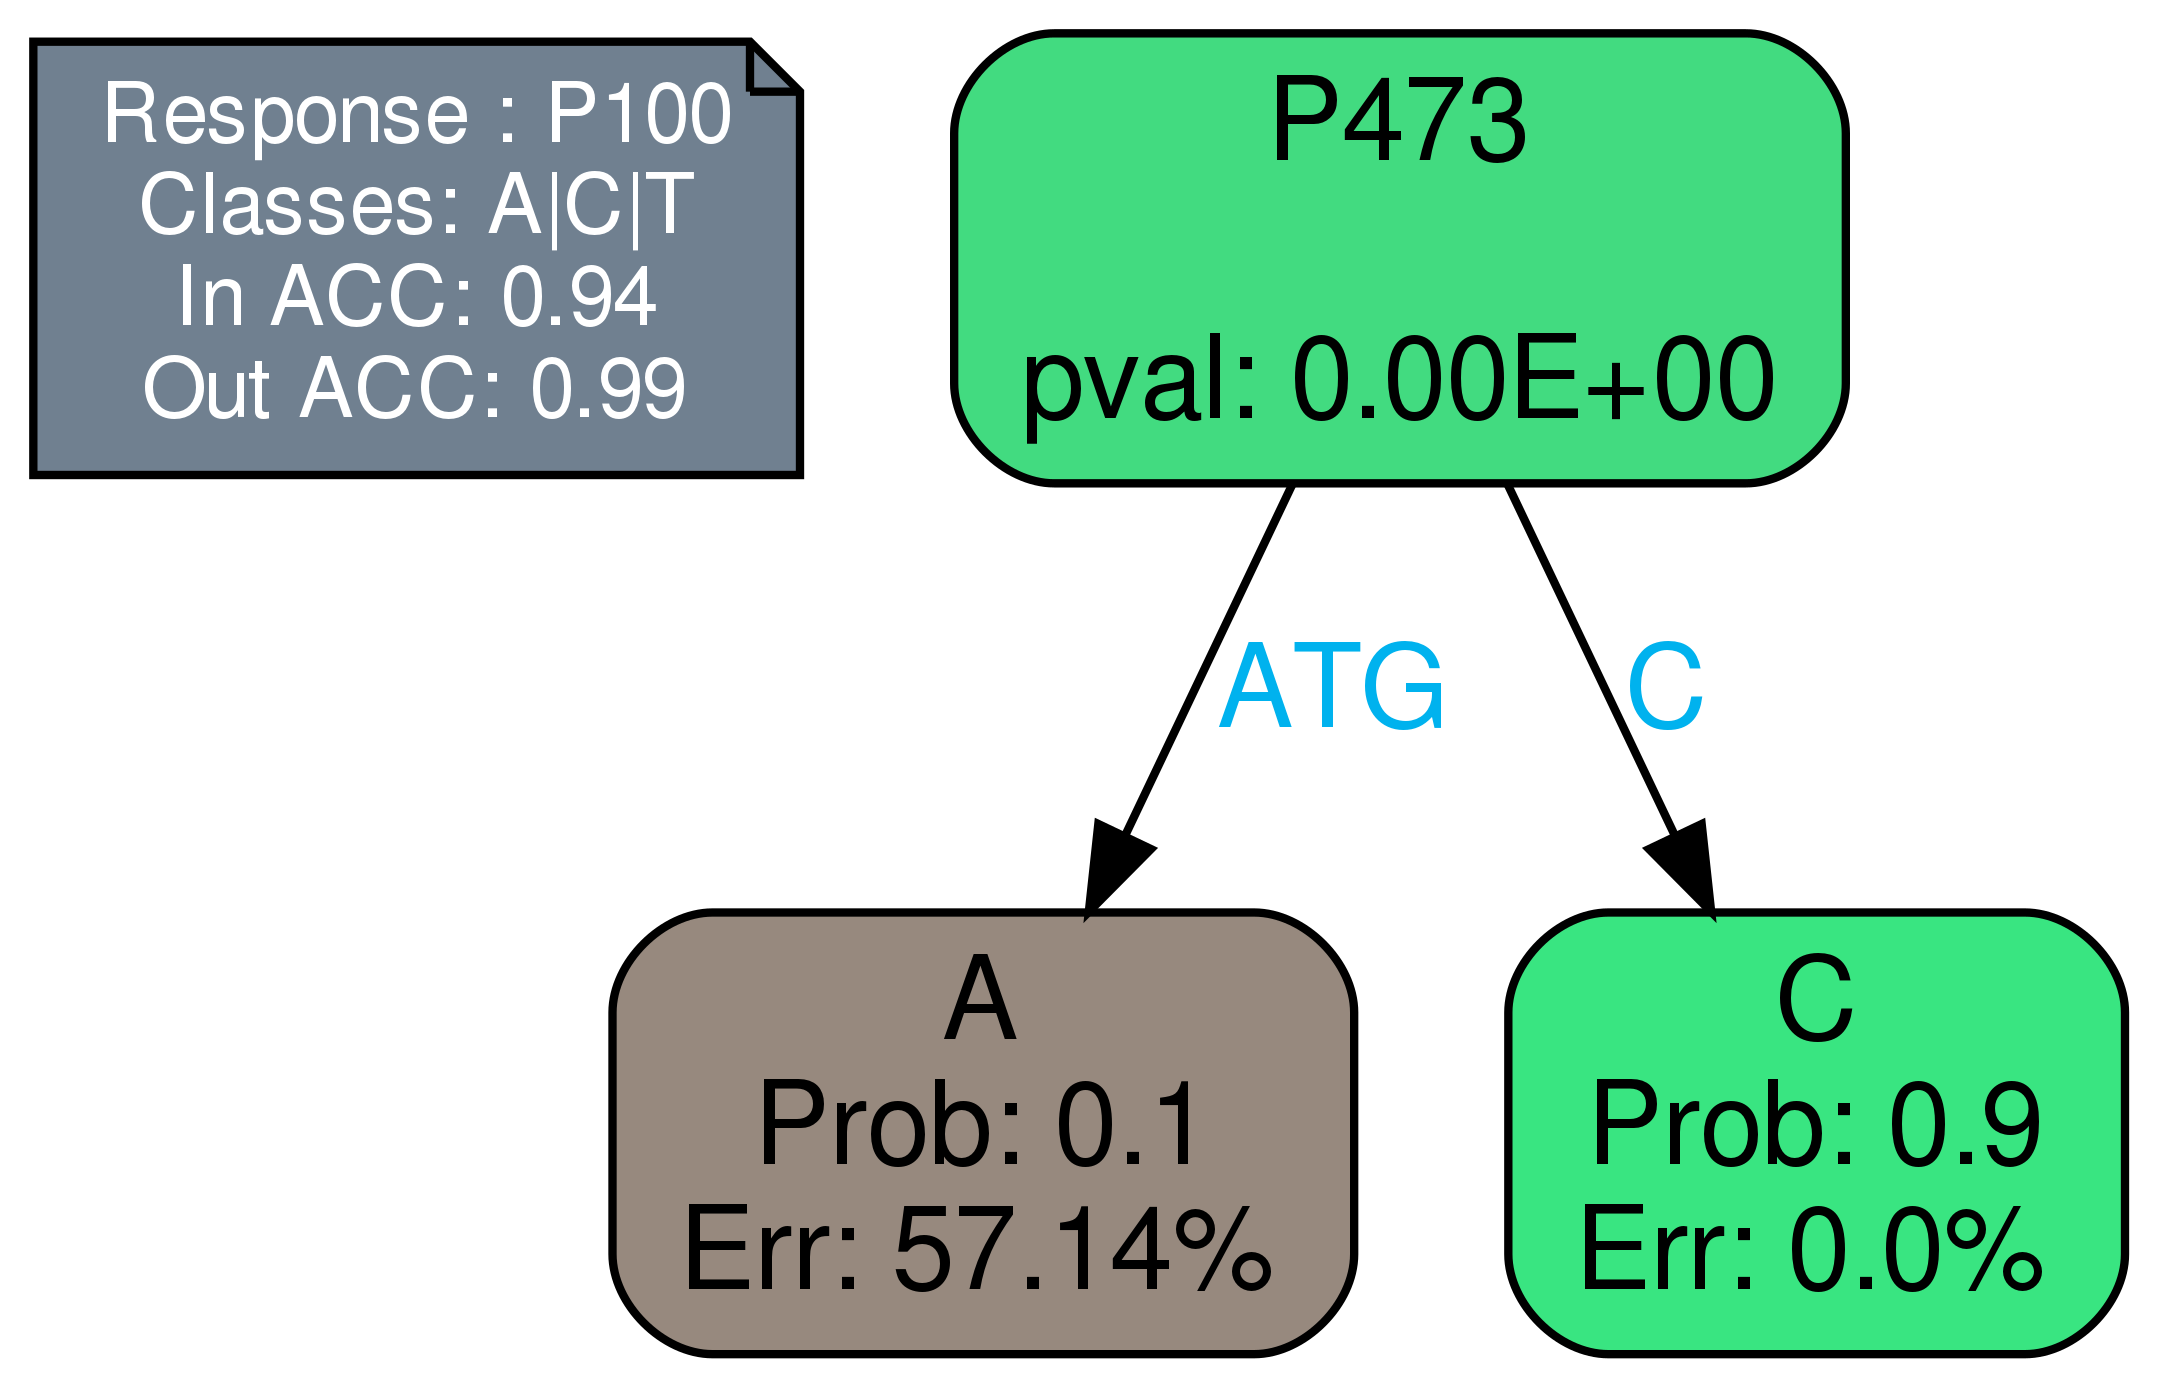 Response : P100
Classes: A|C|T
In ACC: 0.94
Out ACC: 0.99
P473
pval: 0.00E+00
ATG
C
A
Prob: 0.1
Err: 57.14%
C
Prob: 0.9
Err: 0.0%